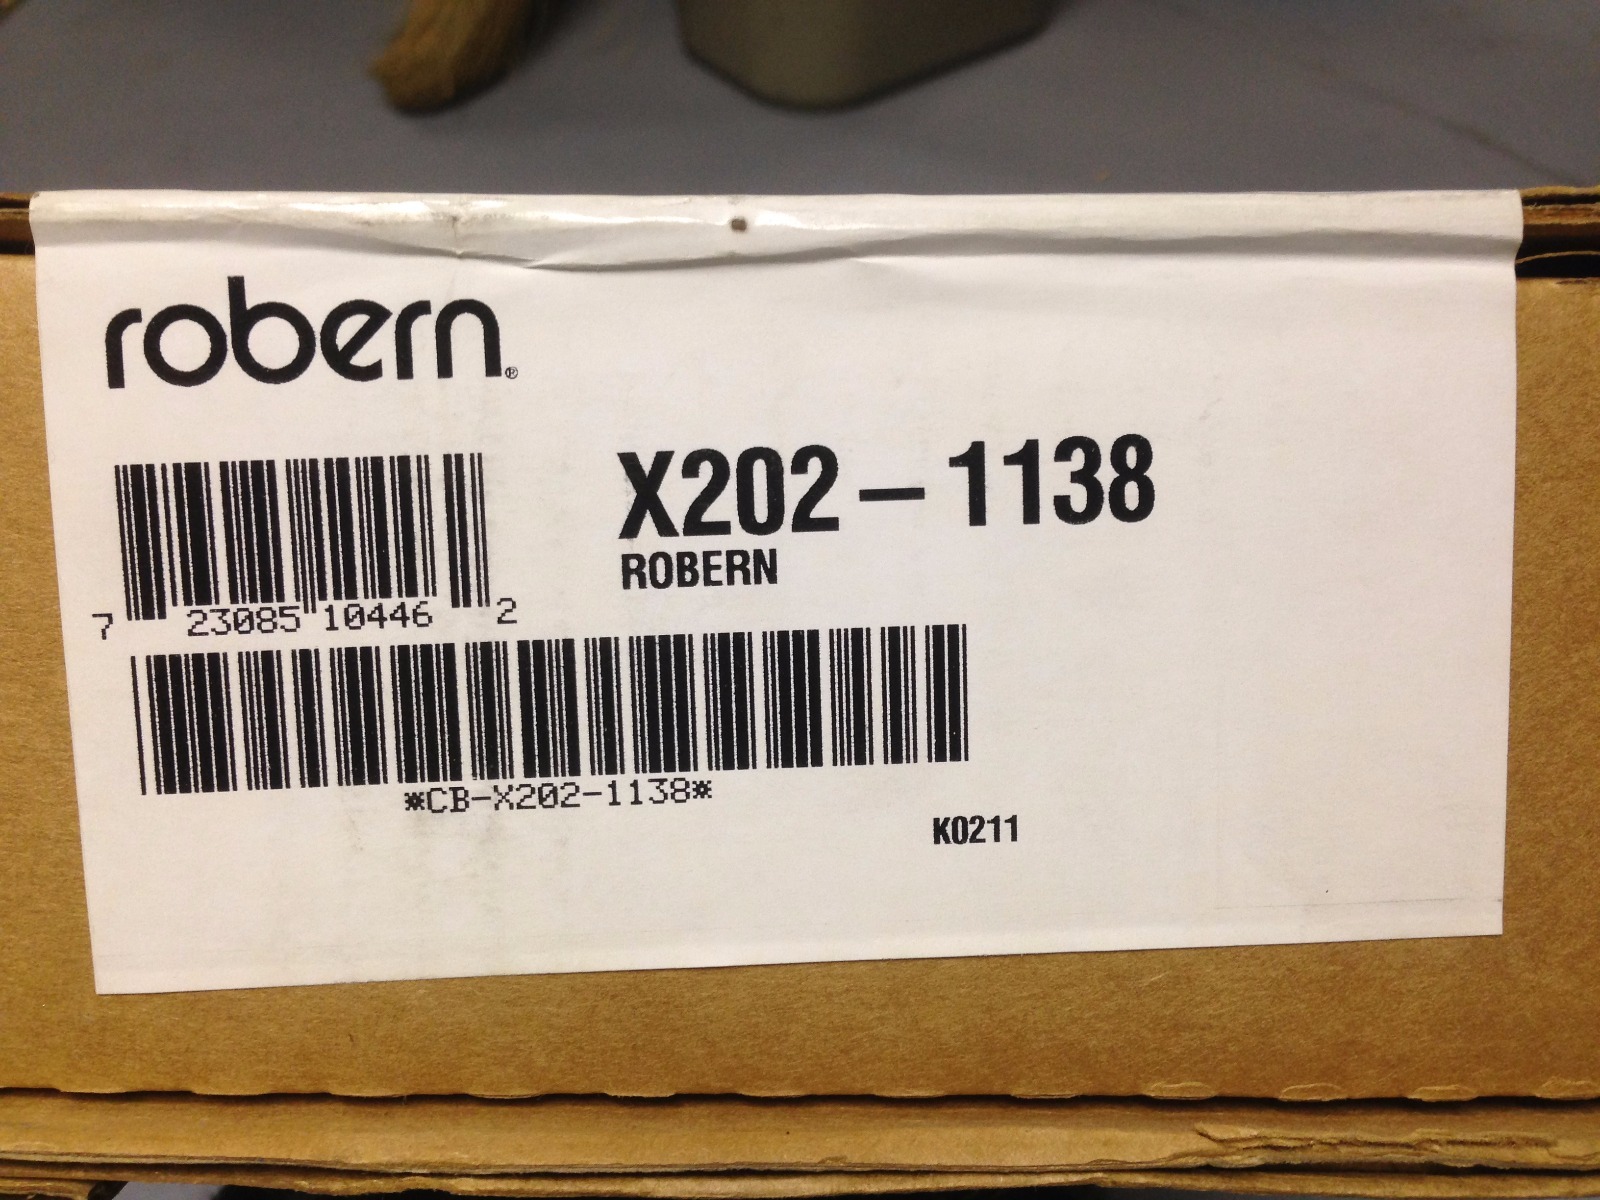 robern®
X202 – 1138
ROBERN
7 23085 10446 2
*CB-X202-1138*
K0211